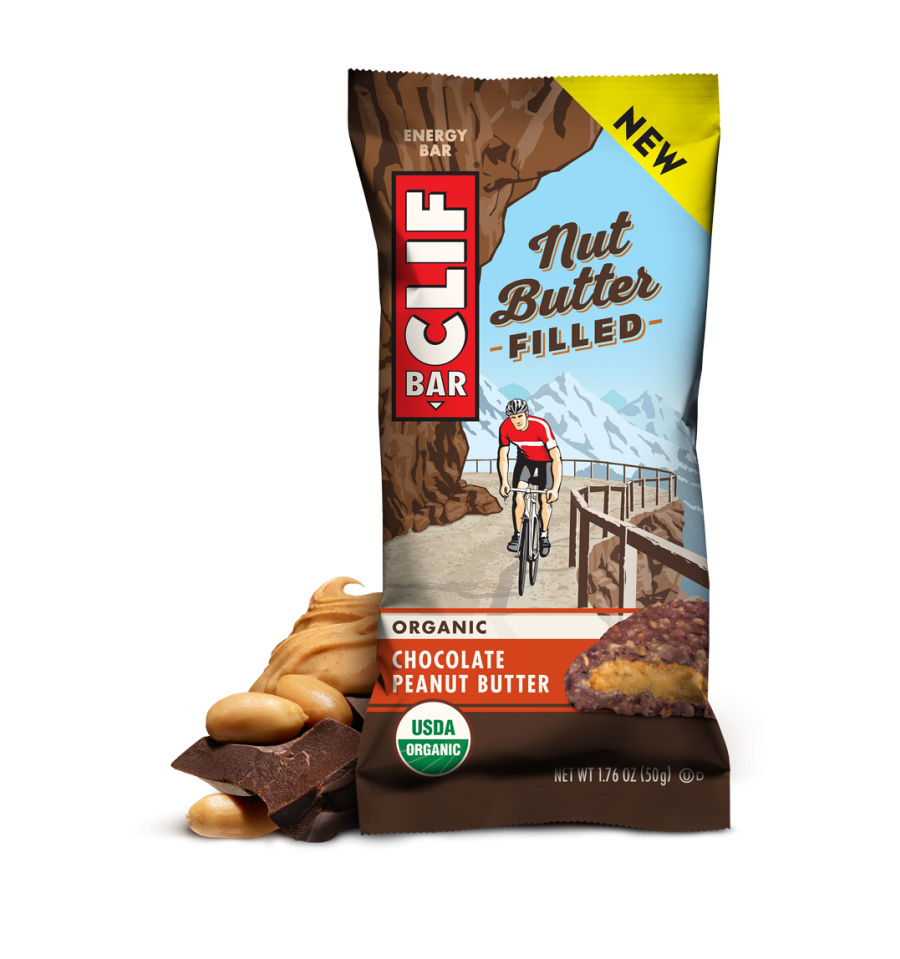 ENERGY
BAR
CLIF
BAR
®
NEW
Nut
Butter
-FILLED-
ORGANIC
CHOCOLATE
PEANUT BUTTER
USDA
ORGANIC
NET WT 1.76 OZ (50g) Ⓤ D